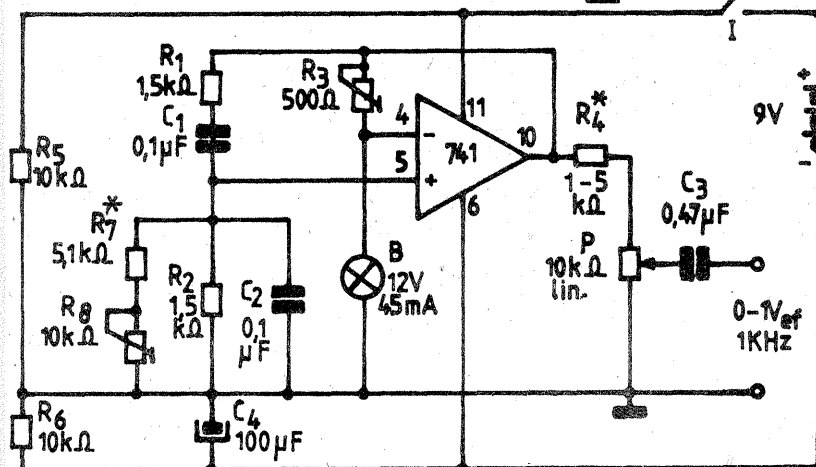 I
R1
1,5kΩ
C1
0,1µF
R3
500Ω
4
11
-
741
10
5
+
6
R4*
1-5
kΩ
9V
+
-
R5
10kΩ
C3
0,47µF
R7*
5,1kΩ
R8
10kΩ
R2
1,5
kΩ
C2
0,1
µF
B
12V
45mA
P
10kΩ
lin.
0-1Vef
1KHz
R6
10kΩ
C4
100µF